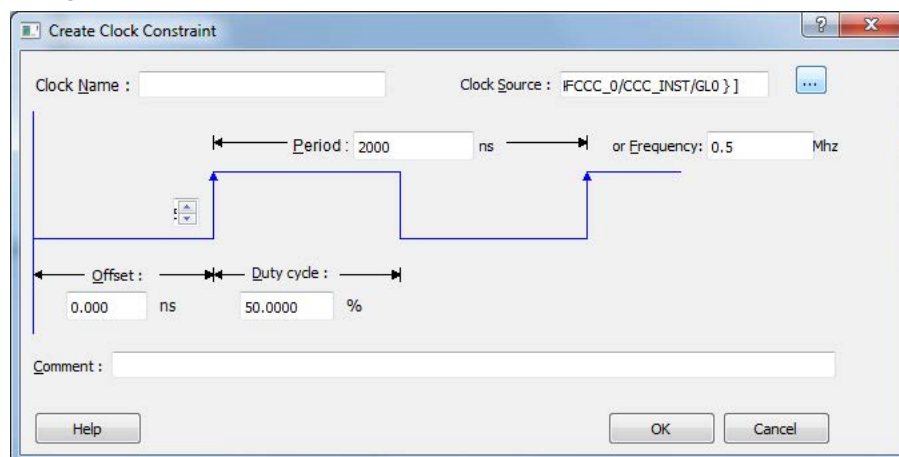 Create Clock Constraint
Clock Name :
Clock Source : FCCC_0/CCC_INST/GL0 } ]
...
Period : 2000 ns
or Frequency: 0.5 Mhz
Offset :
Duty cycle :
0.000 ns
50.0000 %
Comment :
Help
OK
Cancel